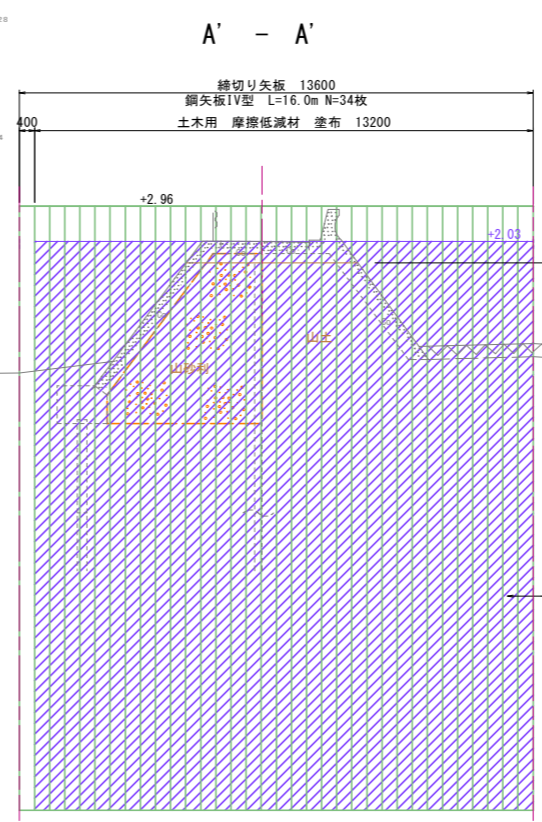 A' - A'
締切り矢板 13600
鋼矢板IV型 L=16.0m N=34枚
400
土木用 摩擦低減材 塗布 13200
+2.96
+2.03
山土
山砂利